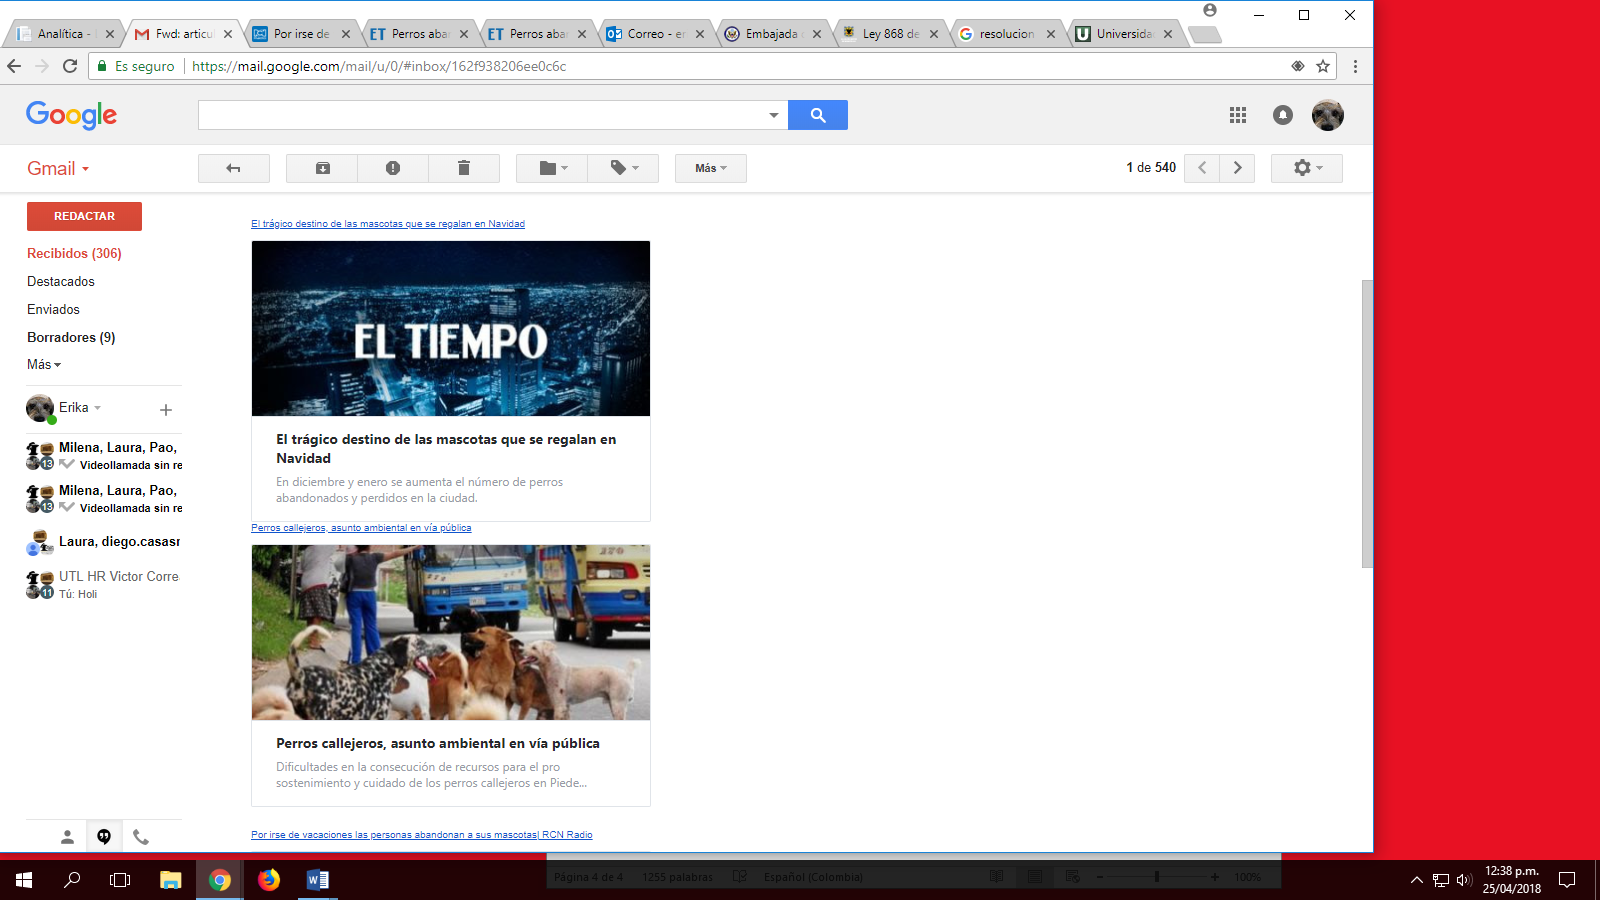 Analítica -
Fwd: articul
Por irse de
ET Perros aban
ET Perros aban
Correo - er
Embajada
Ley 868 de
resolucion
Universida
Es seguro
https://mail.google.com/mail/u/0/#inbox/162f938206ee0c6c
Google
Gmail
Más
1 de 540
REDACTAR
Recibidos (306)
Destacados
Enviados
Borradores (9)
Más
Erika
Milena, Laura, Pao,
13 Videollamada sin re
Milena, Laura, Pao,
13 Videollamada sin re
Laura, diego.casasr
UTL HR Victor Corre
11 Tú: Holi
El trágico destino de las mascotas que se regalan en Navidad
EL TIEMPO
El trágico destino de las mascotas que se regalan en
Navidad
En diciembre y enero se aumenta el número de perros
abandonados y perdidos en la ciudad.
Perros callejeros, asunto ambiental en vía pública
Perros callejeros, asunto ambiental en vía pública
Dificultades en la consecución de recursos para el pro
sostenimiento y cuidado de los perros callejeros en Piede...
Por irse de vacaciones las personas abandonan a sus mascotas| RCN Radio
Página 4 de 4
1255 palabras
Español (Colombia)
100%
12:38 p.m.
25/04/2018